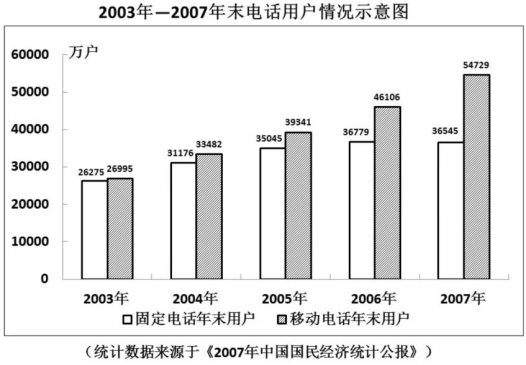 2003年—2007年末电话用户情况示意图
万户
60000
50000
40000
30000
20000
10000
0
26275 26995
31176 33482
35045 39341
36779 46106
36545 54729
2003年 2004年 2005年 2006年 2007年
固定电话年末用户 移动电话年末用户
（统计数据来源于《2007年中国国民经济统计公报》）